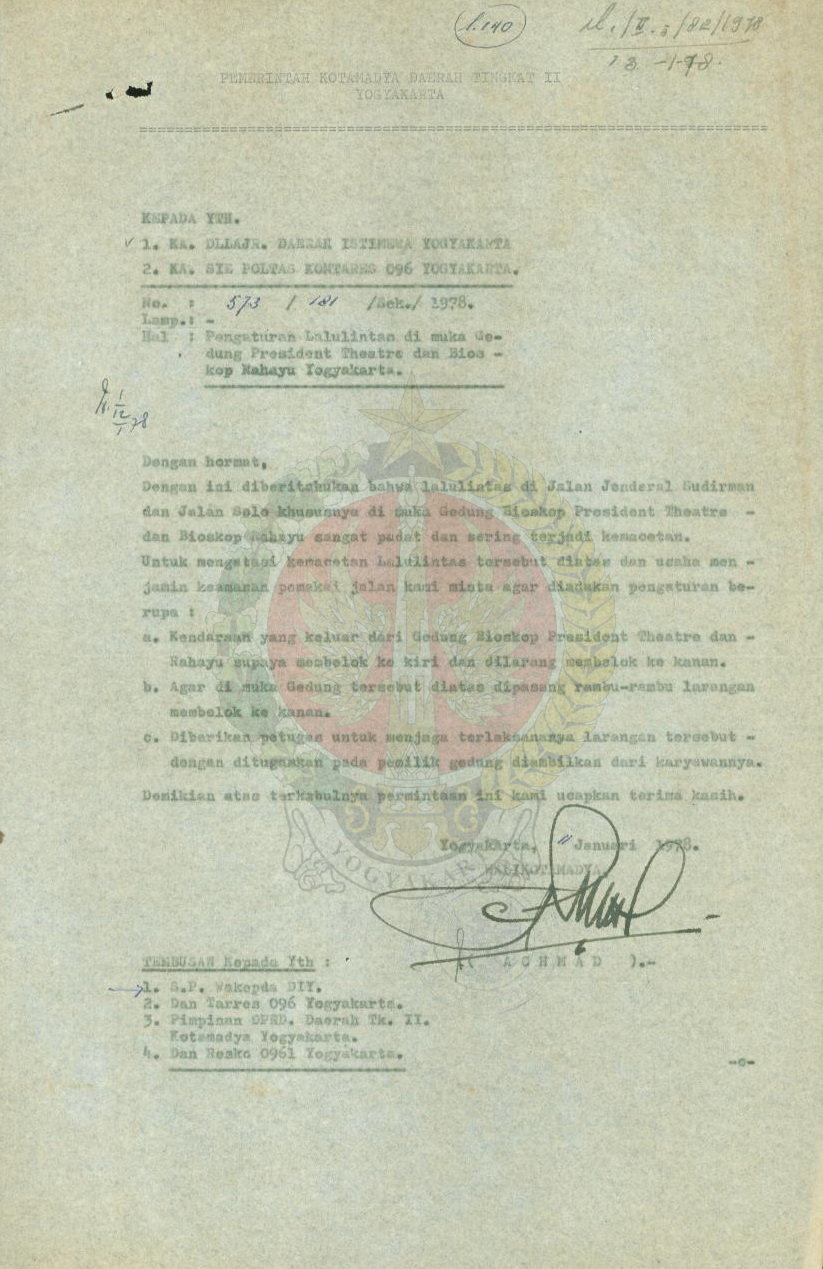 l.140
/1978
13-1-78.
PEMERINTAH KOTAMADYA DAERAH TINGKAT II
YOGYAKARTA
KEPADA YTH.
1. KA. DLLAJR. DAERAH ISTIMEWA YOGYAKARTA
2. KA. SIE POLTAS KOMTARES 096 YOGYAKARTA.
No. : 573 / 181 /Sek./ 1978.
Lamp.: -
Hal : Pengaturan Lalulintan di muka Ge-
dung President Theatre dan Bios -
kop Rahayu Yogyakarta.
Dengan hormat,
Dengan ini diberitahukan bahwa lalulintas di Jalan Jenderal Sudirman
dan Jalan Solo khususnya di muka Gedung Bioskop President Theatre -
dan Bioskop Rahayu sangat padat dan sering terjadi kemacetan.
Untuk mengatasi kemacetan Lalulintas tersebut diatas dan usaha men -
jamin keamanan pemakai jalan kami minta agar diadakan pengaturan be-
rupa :
a. Kendaraan yang keluar dari Gedung Bioskop President Theatre dan -
Rahayu supaya membelok ke kiri dan dilarang membelok ke kanan.
b. Agar di muka Gedung tersebut diatas dipasang rambu-rambu larangan
membelok ke kanan.
c. Diberikan petugas untuk menjaga terlaksananya larangan tersebut -
dengan ditugaskan pada pemilik gedung diambilkan dari karyawannya.
Demikian atas terkabulnya permintaan ini kami ucapkan terima kasih.
Yogyakarta, 11 Januari 1978.
WALIKOTAMADYA
( A C H M A D ).-
YOGYAKARTA
TEMBUSAN Kepada Yth :
1. S.P. Wakepda DIY.
2. Dan Tarres 096 Yogyakarta.
3. Pimpinan DPRD. Daerah Tk. II.
Kotamadya Yogyakarta.
4. Dan Resko 0961 Yogyakarta.
-c-